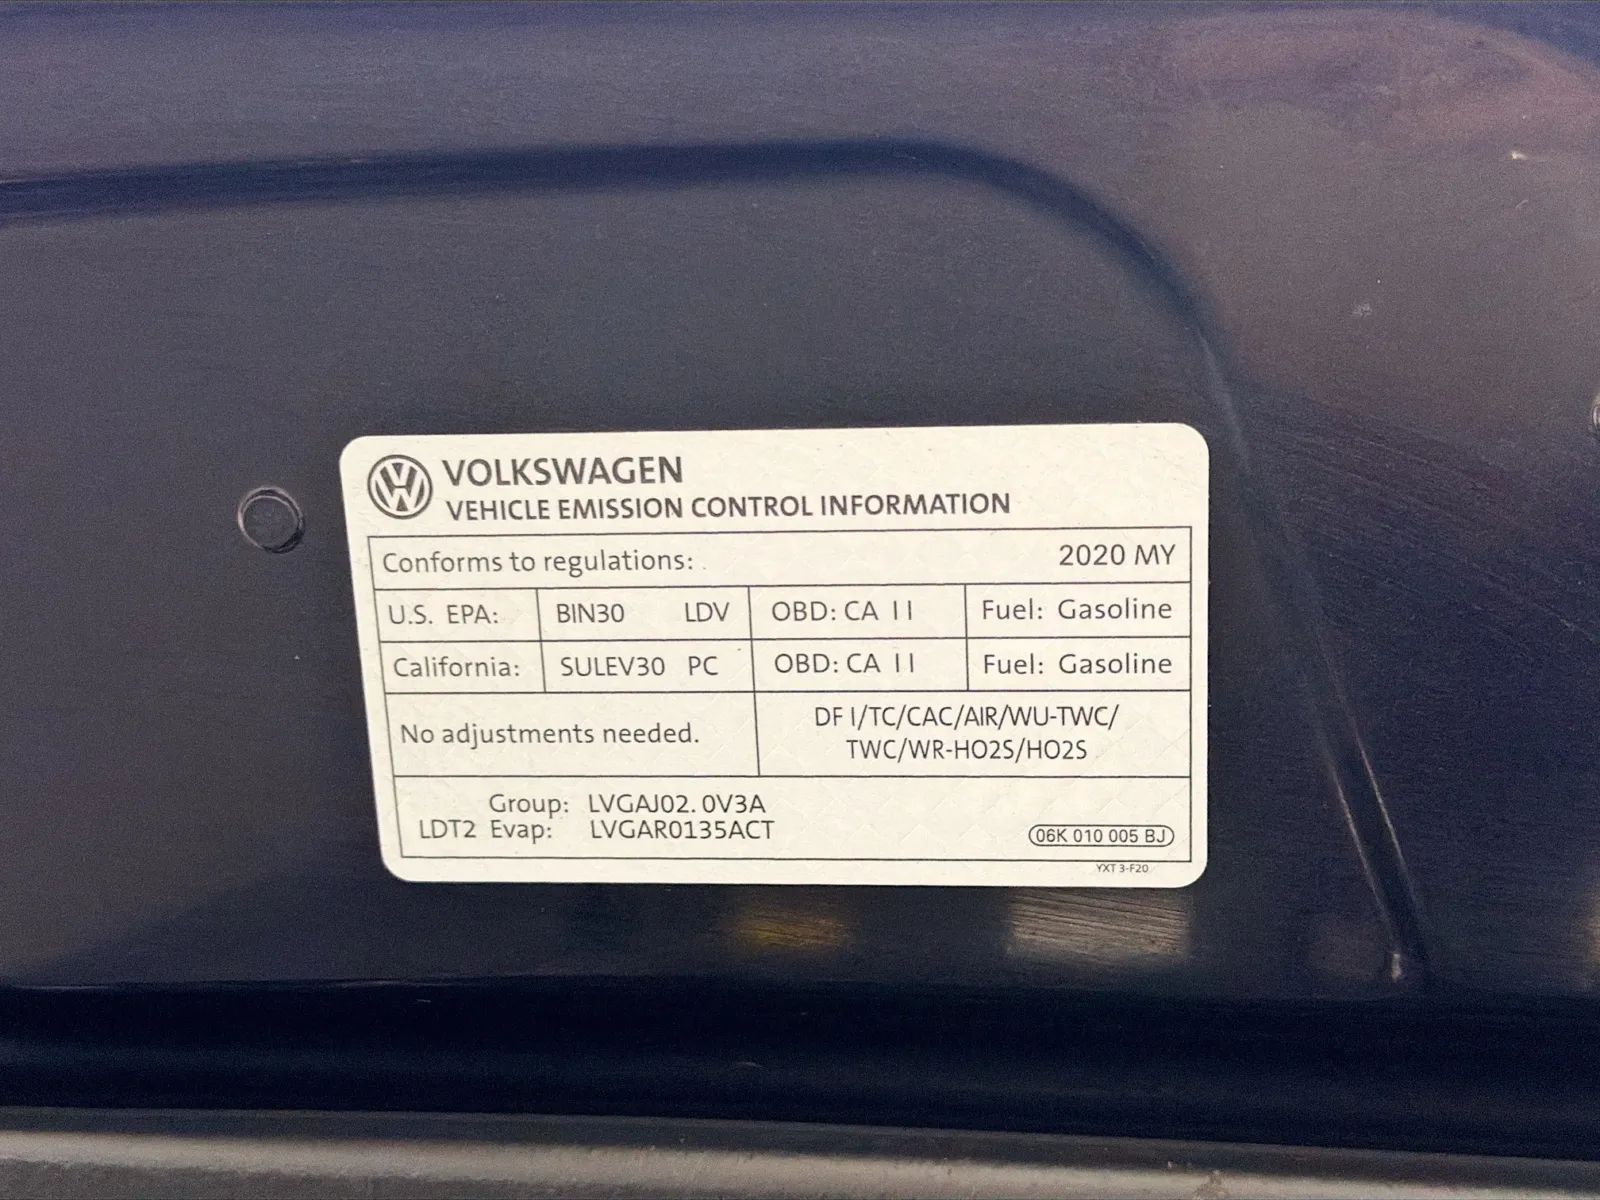 VOLKSWAGEN
VEHICLE EMISSION CONTROL INFORMATION
Conforms to regulations: 2020 MY
U.S. EPA: BIN30 LDV OBD: CA II Fuel: Gasoline
California: SULEV30 PC OBD: CA II Fuel: Gasoline
No adjustments needed.
DFI/TC/CAC/AIR/WU-TWC/
TWC/WR-HO2S/HO2S
Group: LVGAJ02.0V3A
LDT2 Evap: LVGAR0135ACT
06K 010 005 BJ
YXT 3-F20